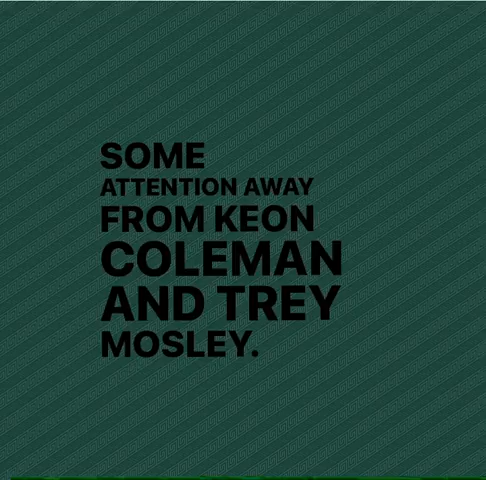 SOME
ATTENTION AWAY
FROM KEON
COLEMAN
AND TREY
MOSLEY.